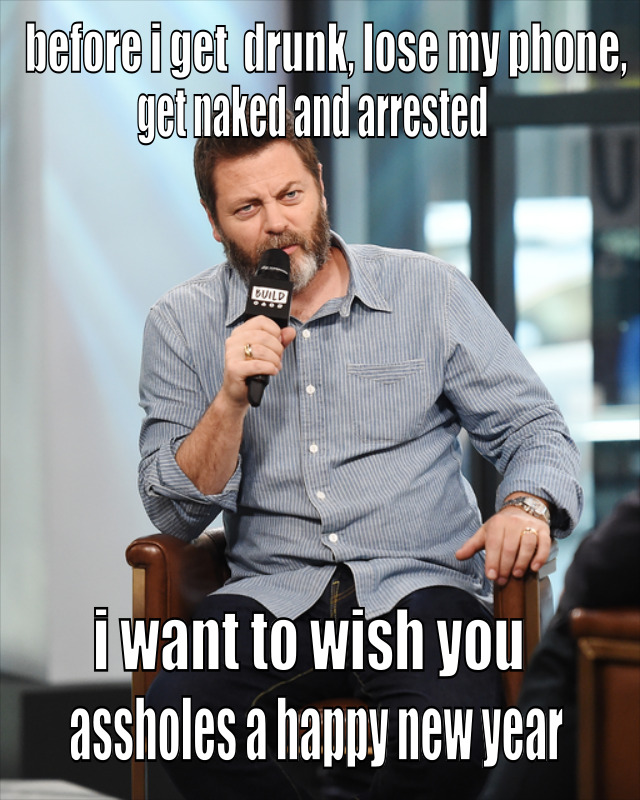 before i get drunk, lose my phone,
get naked and arrested
BUILD
i want to wish you
assholes a happy new year